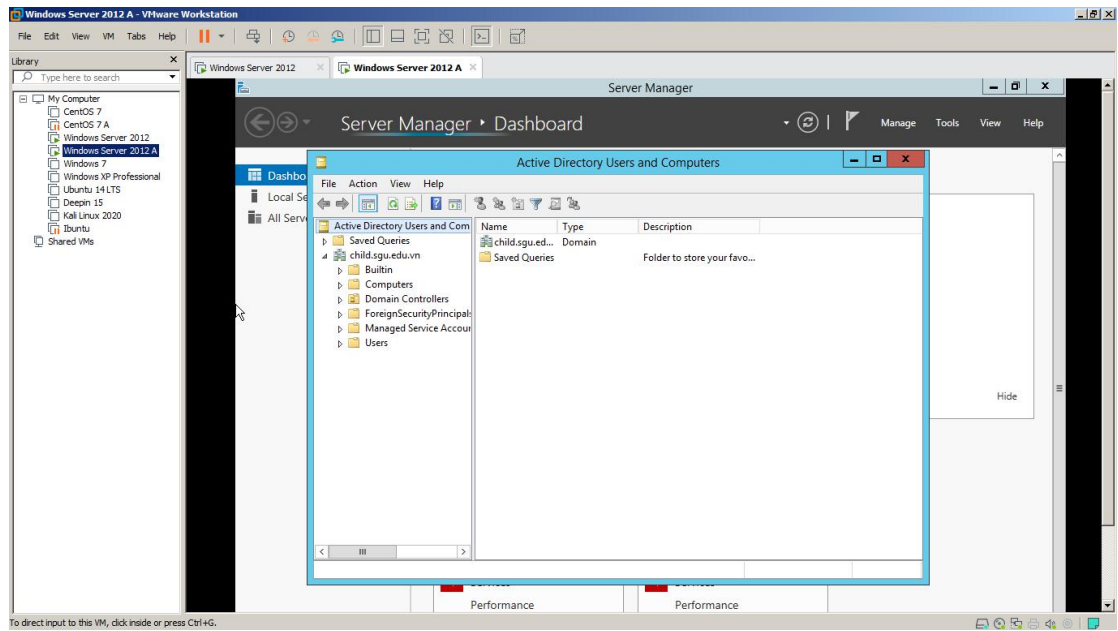 Windows Server 2012 A - VMware Workstation
File Edit View VM Tabs Help
Library
Type here to search
My Computer
CentOS 7
CentOS 7 A
Windows Server 2012
Windows Server 2012 A
Windows 7
Windows XP Professional
Ubuntu 14 LTS
Deepin 15
Kali Linux 2020
Ibuntu
Shared VMs
Windows Server 2012
Windows Server 2012 A
Server Manager
Server Manager • Dashboard
Manage Tools View Help
Dashbo
Local Se
All Serv
Active Directory Users and Computers
File Action View Help
Active Directory Users and Com
Saved Queries
child.sgu.edu.vn
Builtin
Computers
Domain Controllers
ForeignSecurityPrincipals
Managed Service Accour
Users
Name Type Description
child.sgu.ed... Domain
Saved Queries Folder to store your favo...
Hide
Performance Performance
To direct input to this VM, click inside or press Ctrl+G.